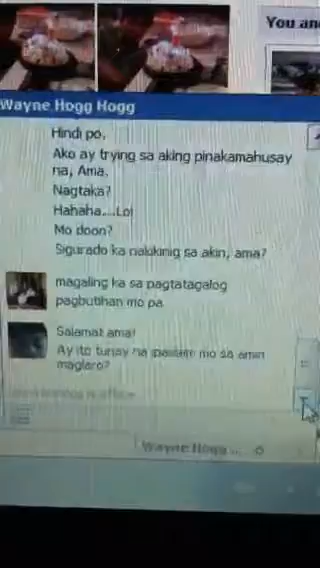 You an
Wayne Hogg Hogg
Hindi po,
Ako ay trying sa aking pinakamahusay
na, Ama.
Nagtaka?
Hahaha....Lol
Mo doon?
Sigurado ka nakikinig sa akin, ama?
magaling ka sa pagtatagalog
pagbutihan mo pa
Salamat ama!
Ay ito tunay na mo sa amin
maglaro?
is offline.
Wayne Hogg ...